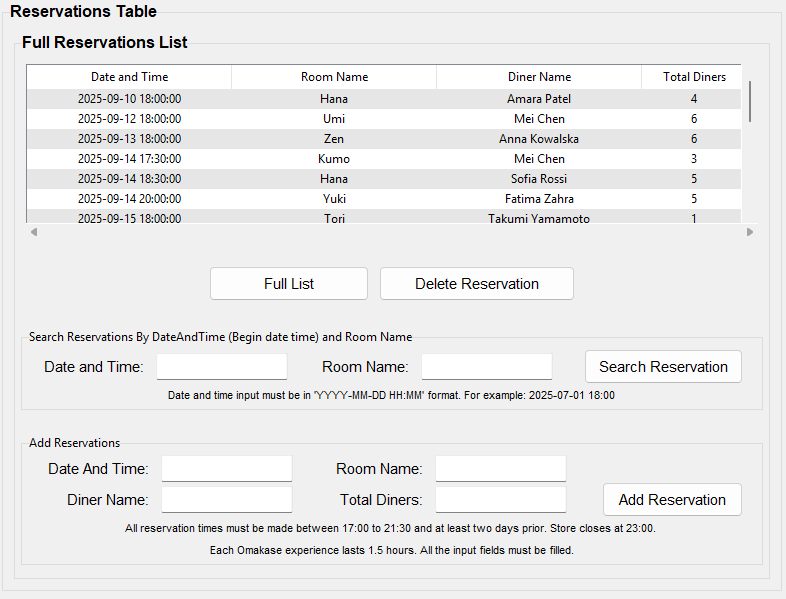 Reservations Table
Full Reservations List
Date and Time Room Name Diner Name Total Diners
2025-09-10 18:00:00 Hana Amara Patel 4
2025-09-12 18:00:00 Umi Mei Chen 6
2025-09-13 18:00:00 Zen Anna Kowalska 6
2025-09-14 17:30:00 Kumo Mei Chen 3
2025-09-14 18:30:00 Hana Sofia Rossi 5
2025-09-14 20:00:00 Yuki Fatima Zahra 5
2025-09-15 18:00:00 Tori Takumi Yamamoto 1
Full List Delete Reservation
Search Reservations By DateAndTime (Begin date time) and Room Name
Date and Time: Room Name: Search Reservation
Date and time input must be in 'YYYY-MM-DD HH:MM' format. For example: 2025-07-01 18:00
Add Reservations
Date And Time: Room Name:
Diner Name: Total Diners: Add Reservation
All reservation times must be made between 17:00 to 21:30 and at least two days prior. Store closes at 23:00.
Each Omakase experience lasts 1.5 hours. All the input fields must be filled.